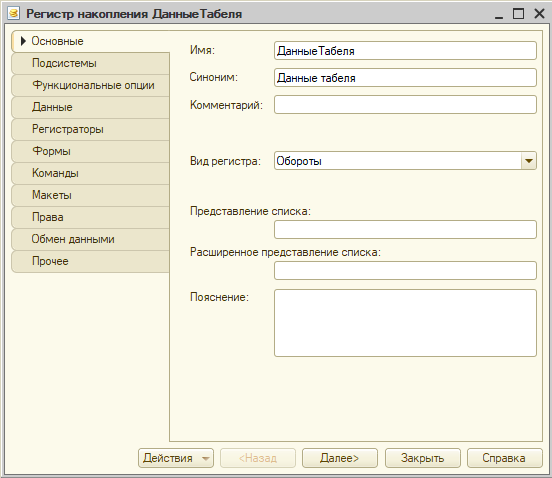 Регистр накопления ДанныеТабеля
Основные
Подсистемы
Функциональные опции
Данные
Регистраторы
Формы
Команды
Макеты
Права
Обмен данными
Прочее
Имя: ДанныеТабеля
Синоним: Данные табеля
Комментарий:
Вид регистра: Обороты
Представление списка:
Расширенное представление списка:
Пояснение:
Действия <Назад Далее> Закрыть Справка